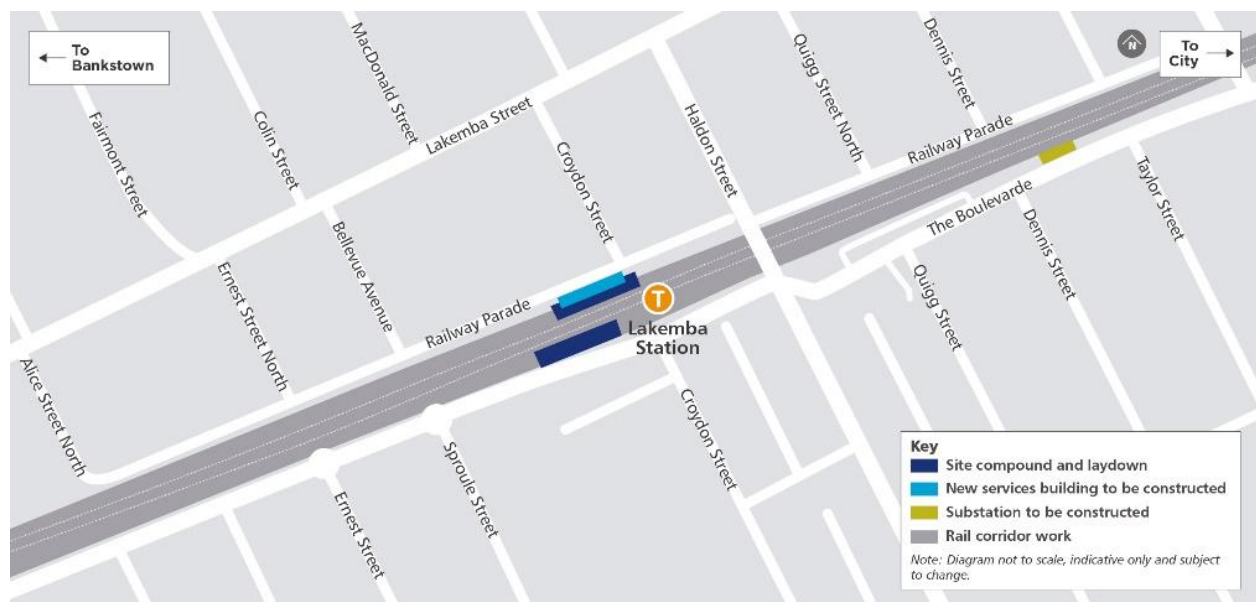 To
Bankstown
MacDonald Street
Quigg Street North
Dennis Street
N
To
City
Fairmont Street
Colin Street
Lakemba Street
Haldon Street
Railway Parade
Croydon Street
Taylor Street
The Boulevarde
Bellevue Avenue
Dennis Street
Ernest Street North
Quigg Street
Railway Parade
T
Lakemba
Station
Alice Street North
Croydon Street
Sproule Street
Ernest Street
Key
Site compound and laydown
New services building to be constructed
Substation to be constructed
Rail corridor work
Note: Diagram not to scale, indicative only and subject
to change.